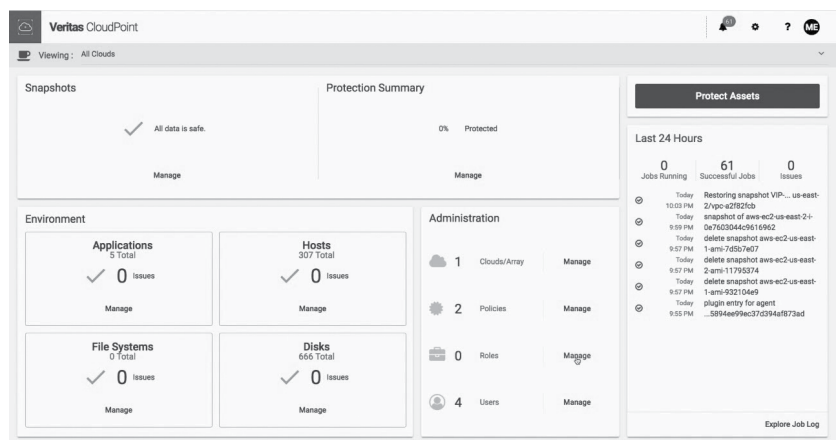 Veritas CloudPoint
61
?
ME
Viewing : All Clouds
Snapshots
All data is safe.
Manage
Protection Summary
0% Protected
Manage
Protect Assets
Last 24 Hours
0 61 0
Jobs Running Successful Jobs Issues
Today Restoring snapshot VIP-... us-east-
10:03 PM 2/vpc-a2f82fcb
Today snapshot of aws-ec2-us-east-2-i-
9:59 PM 0e7603044c9616962
Today delete snapshot aws-ec2-us-east-
9:57 PM 1-ami-7d5b7e07
Today delete snapshot aws-ec2-us-east-
9:57 PM 2-ami-11795374
Today delete snapshot aws-ec2-us-east-
9:57 PM 1-ami-932104e9
Today plugin entry for agent
9:55 PM ...5894ee99ec37d394af873ad
Explore Job Log
Environment
Applications
5 Total
0 Issues
Manage
Hosts
307 Total
0 Issues
Manage
File Systems
0 Total
0 Issues
Manage
Disks
666 Total
0 Issues
Manage
Administration
1 Clouds/Array Manage
2 Policies Manage
0 Roles Manage
4 Users Manage